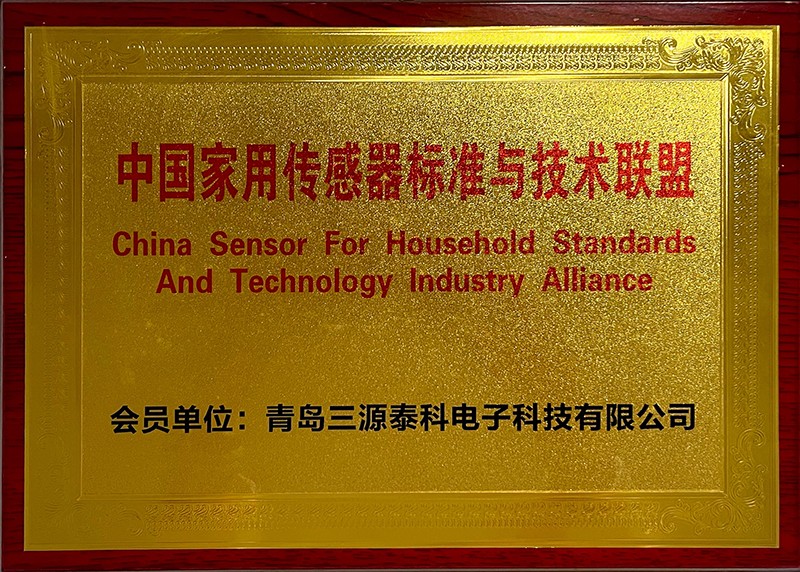 中国家用传感器标准与技术联盟
China Sensor For Household Standards
And Technology Industry Alliance
会员单位：青岛三源泰科电子科技有限公司